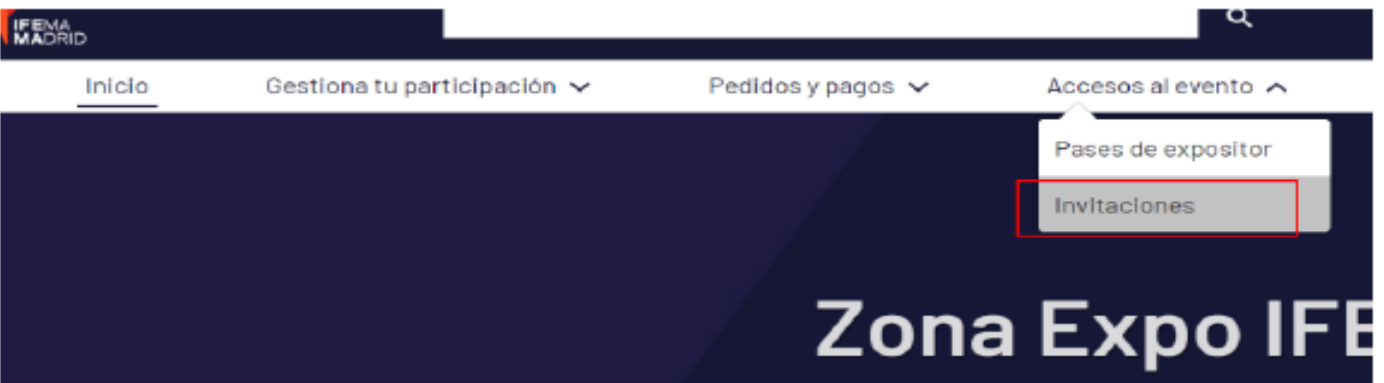 IFEMA
MADRID
Inicio
Gestiona tu participación
Pedidos y pagos
Accesos al evento
Pases de expositor
Invitaciones
Zona Expo IFE